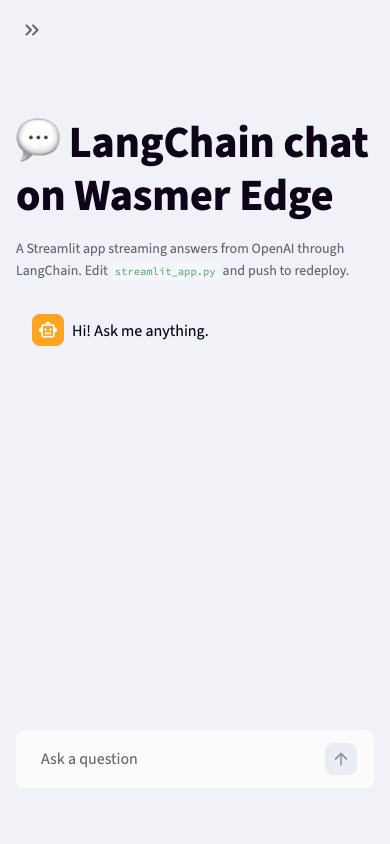 💬 LangChain chat
on Wasmer Edge
A Streamlit app streaming answers from OpenAI through
LangChain. Edit streamlit_app.py and push to redeploy.
Hi! Ask me anything.
Ask a question